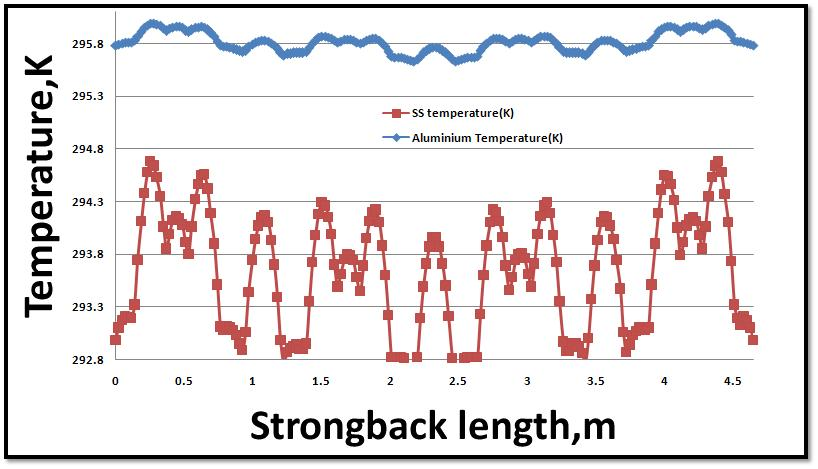 Temperature,K
295.8
295.3
294.8
294.3
293.8
293.3
292.8
SS temperature(K)
Aluminium Temperature(K)
0 0.5 1 1.5 2 2.5 3 3.5 4 4.5
Strongback length,m